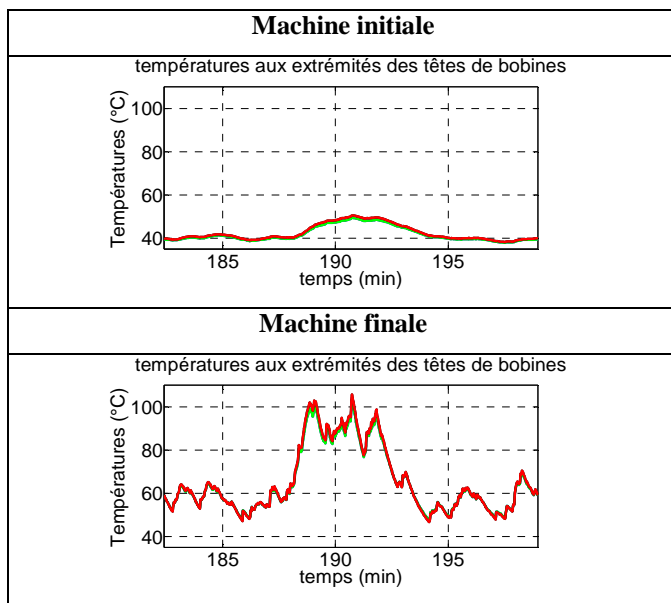 Machine initiale
températures aux extrémités des têtes de bobines
Températures (°C)
100
80
60
40
185 190 195
temps (min)
Machine finale
températures aux extrémités des têtes de bobines
Températures (°C)
100
80
60
40
185 190 195
temps (min)